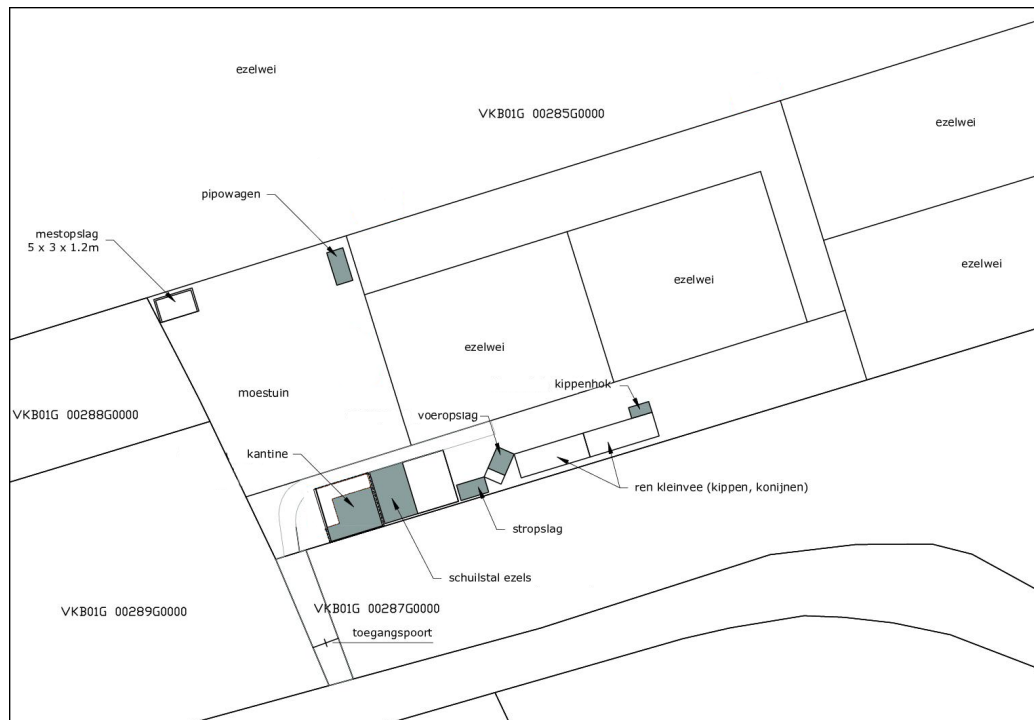 ezelwei
VKB01G 00285G0000
ezelwei
pipowagen
mestopslag
5 x 3 x 1.2m
ezelwei
ezelwei
ezelwei
moestuin
kippenhok
VKB01G 00288G0000
voeropslag
kantine
ren kleinvee (kippen, konijnen)
stropslag
schuilstal ezels
VKB01G 00289G0000
VKB01G 00287G0000
toegangspoort